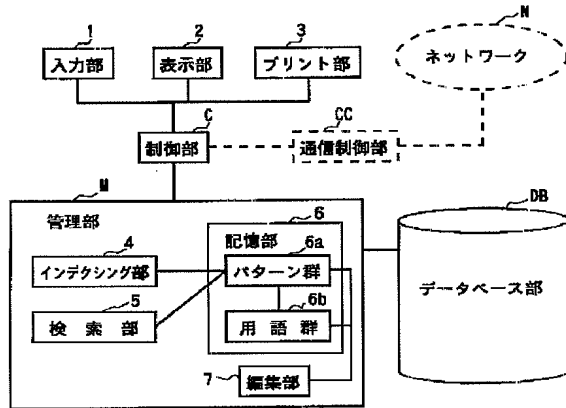 1
2
3
N
入力部
表示部
プリント部
ネットワーク
C
CC
制御部
通信制御部
M
DB
管理部
6
記憶部
4
6a
インデクシング部
パターン群
データベース部
5
6b
検索部
用語群
7
編集部